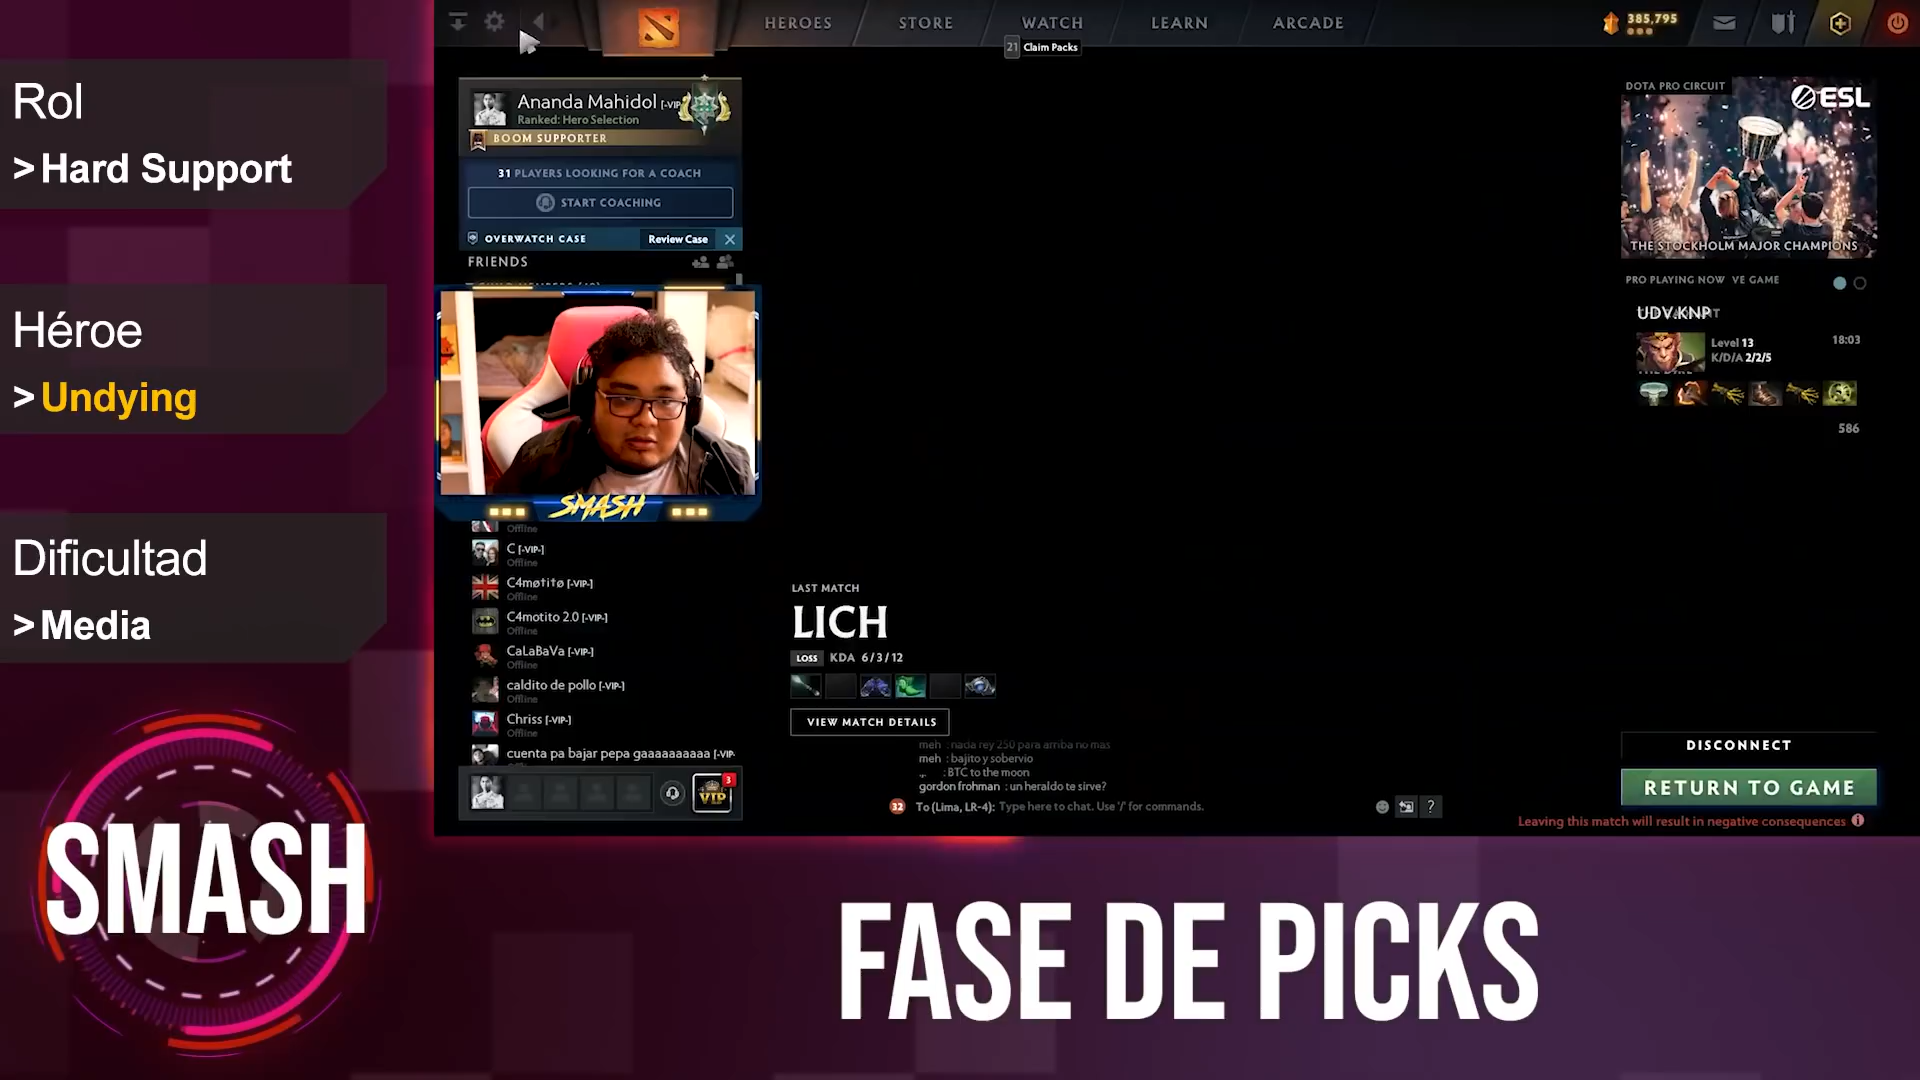 Rol
>Hard Support
Héroe
>Undying
Dificultad
>Media
SMASH
HEROES
STORE
WATCH
LEARN
ARCADE
21 Claim Packs
385,795
Ananda Mahidol [-VIP
Ranked: Hero Selection
BOOM SUPPORTER
31 PLAYERS LOOKING FOR A COACH
START COACHING
OVERWATCH CASE
Review Case
FRIENDS
SMASH
Offline
C [-VIP-]
Offline
C4møtitø [-VIP-]
Offline
C4motito 2.0 [-VIP-]
Offline
CaLaBaVa [-VIP-]
Offline
caldito de pollo [-VIP-]
Offline
Chriss [-VIP-]
Offline
cuenta pa bajar pepa gaaaaaaaaaa [-VIP-
VIP
3
LAST MATCH
LICH
LOSS KDA 6/3/12
VIEW MATCH DETAILS
meh : nada rey 250 para arriba no mas
meh : bajito y sobervio
: BTC to the moon
gordon frohman : un heraldo te sirve?
32 To (Lima, LR-4): Type here to chat. Use '/' for commands.
?
DOTA PRO CIRCUIT
ESL
THE STOCKHOLM MAJOR CHAMPIONS
PRO PLAYING NOW VE GAME
UDV.KNP
Level 13
K/D/A 2/2/5
18:03
586
DISCONNECT
RETURN TO GAME
Leaving this match will result in negative consequences
FASE DE PICKS